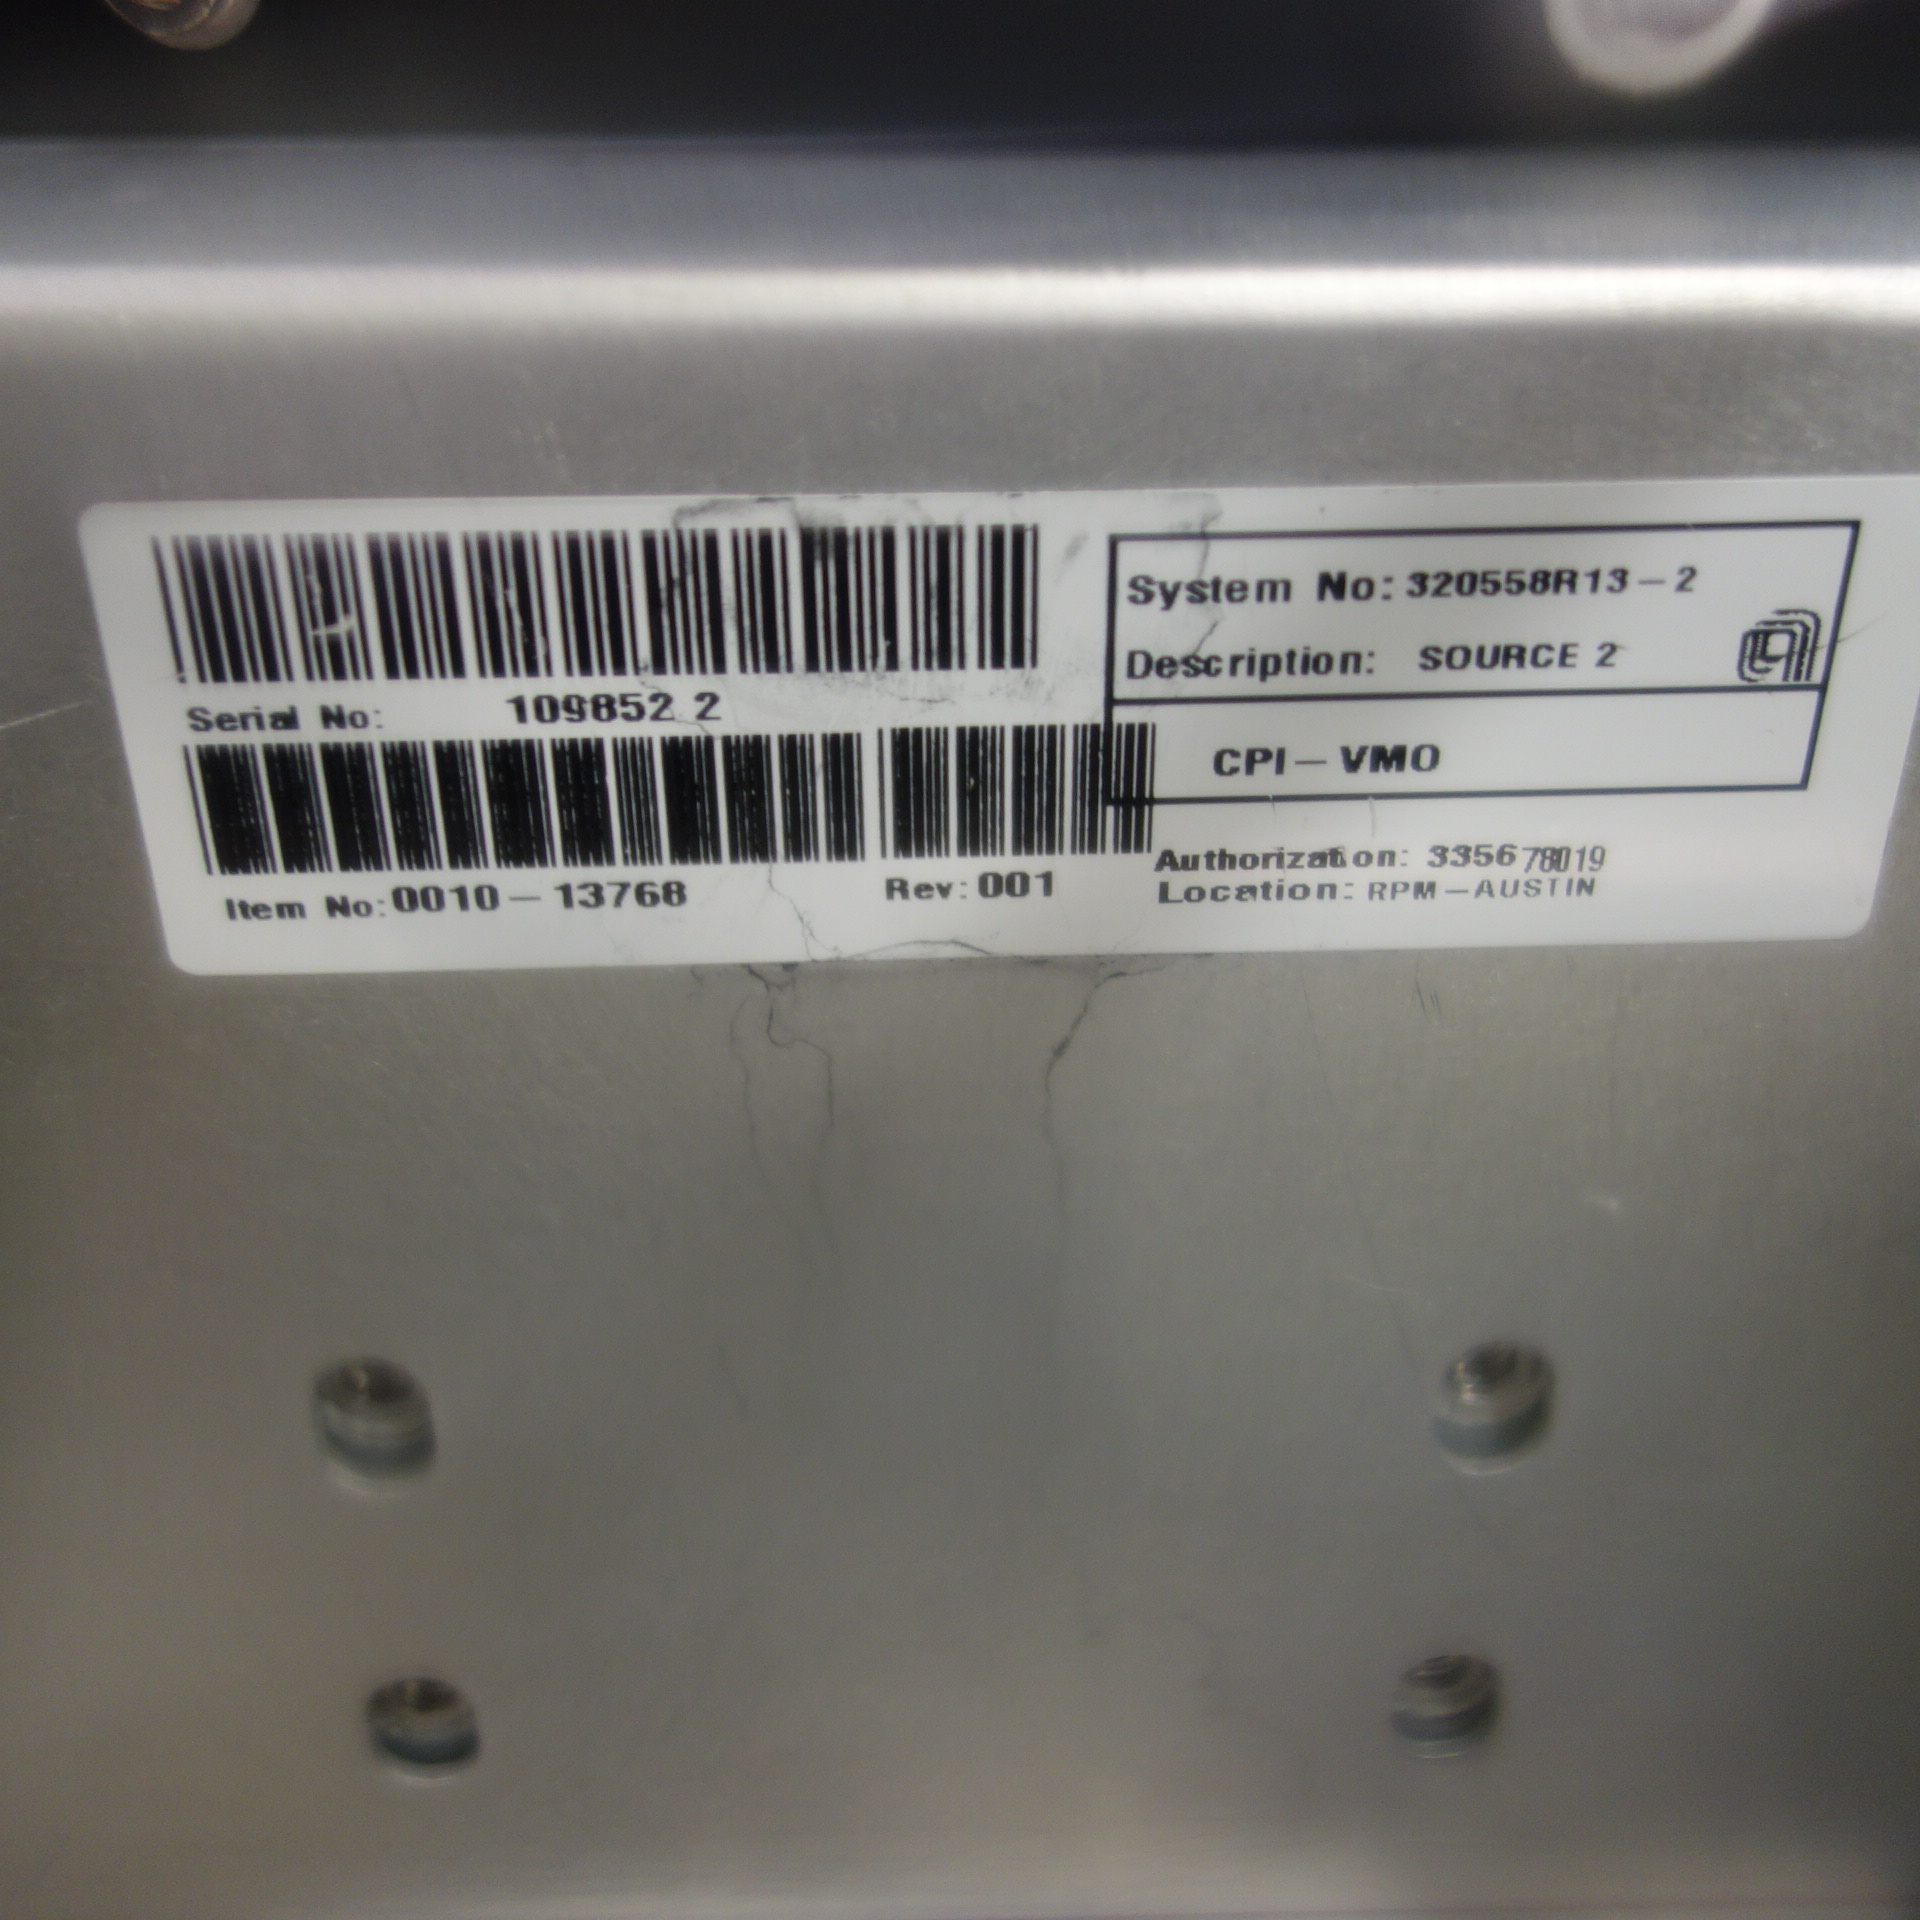 System No: 320558R13-2
Description: SOURCE 2
Serial No: 109852 2
CPI-VMO
Item No: 0010-13768
Rev: 001
Authorization: 335678019
Location: RPM-AUSTIN